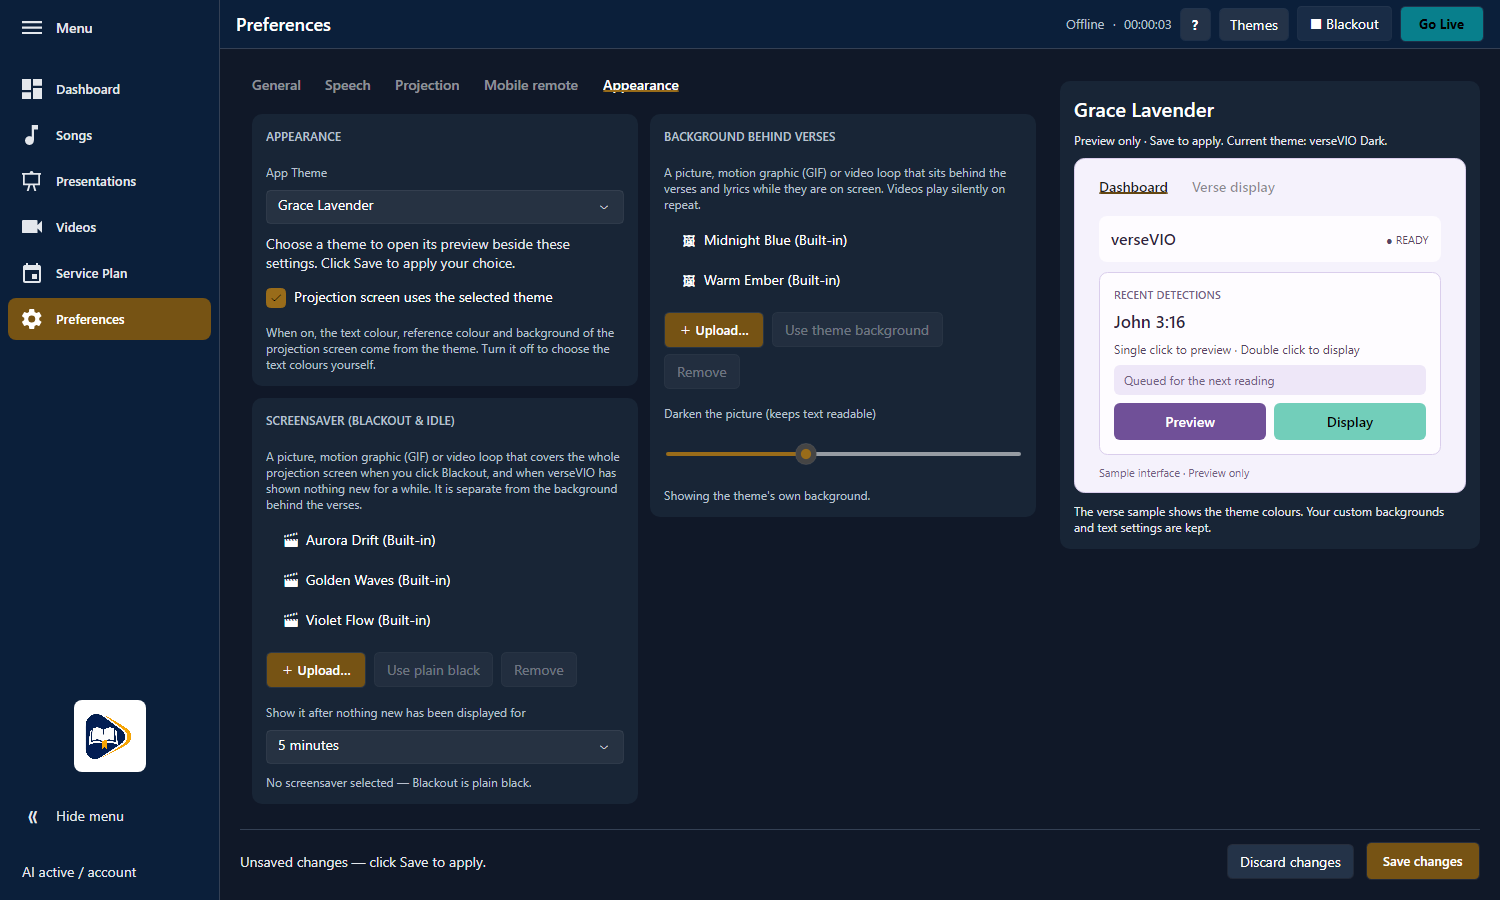 Menu
Dashboard
Songs
Presentations
Videos
Service Plan
Preferences
Hide menu
AI active / account
Preferences
Offline · 00:00:03
?
Themes
Blackout
Go Live
General
Speech
Projection
Mobile remote
Appearance
APPEARANCE
App Theme
Grace Lavender
Choose a theme to open its preview beside these
settings. Click Save to apply your choice.
Projection screen uses the selected theme
When on, the text colour, reference colour and background of the
projection screen come from the theme. Turn it off to choose the
text colours yourself.
SCREENSAVER (BLACKOUT & IDLE)
A picture, motion graphic (GIF) or video loop that covers the whole
projection screen when you click Blackout, and when verseVIO has
shown nothing new for a while. It is separate from the background
behind the verses.
Aurora Drift (Built-in)
Golden Waves (Built-in)
Violet Flow (Built-in)
+ Upload...
Use plain black
Remove
Show it after nothing new has been displayed for
5 minutes
No screensaver selected — Blackout is plain black.
BACKGROUND BEHIND VERSES
A picture, motion graphic (GIF) or video loop that sits behind the
verses and lyrics while they are on screen. Videos play silently on
repeat.
Midnight Blue (Built-in)
Warm Ember (Built-in)
+ Upload...
Use theme background
Remove
Darken the picture (keeps text readable)
Showing the theme's own background.
Grace Lavender
Preview only · Save to apply. Current theme: verseVIO Dark.
Dashboard
Verse display
verseVIO
● READY
RECENT DETECTIONS
John 3:16
Single click to preview · Double click to display
Queued for the next reading
Preview
Display
Sample interface · Preview only
The verse sample shows the theme colours. Your custom backgrounds
and text settings are kept.
Unsaved changes — click Save to apply.
Discard changes
Save changes